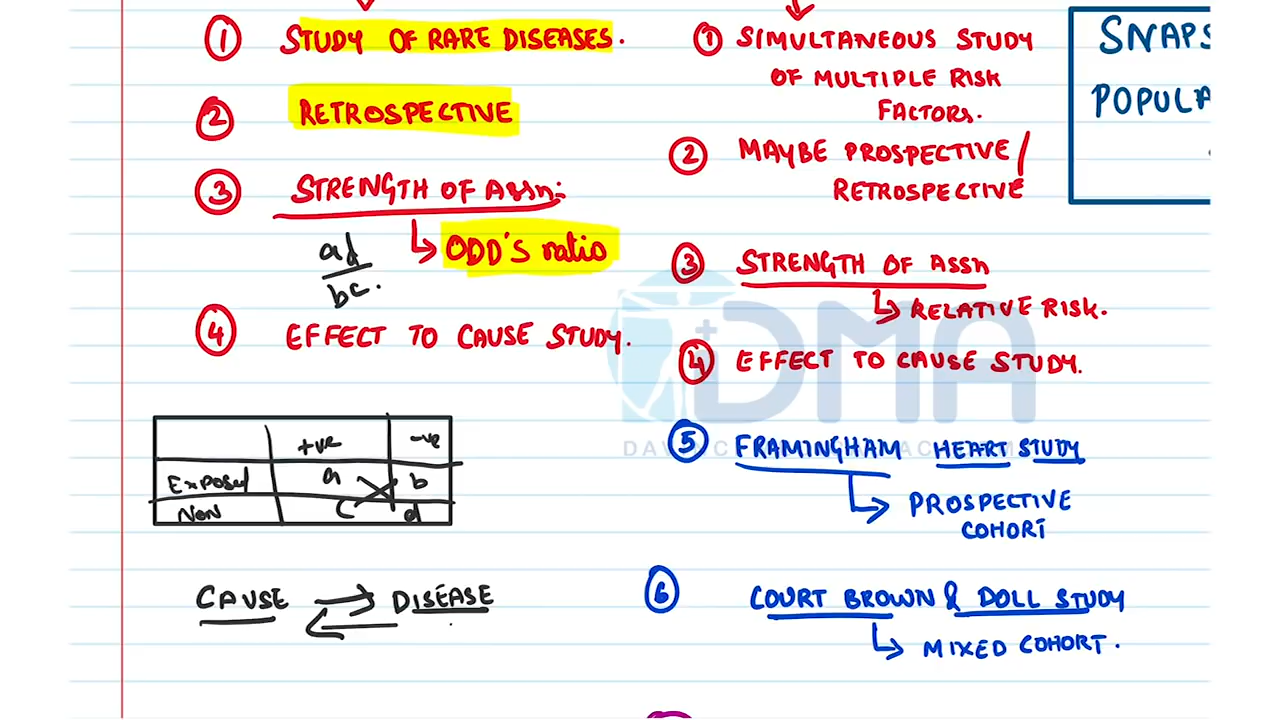 ① STUDY OF RARE DISEASES.
② RETROSPECTIVE
③ STRENGTH OF ASSN:
ad
bc.
ODD'S ratio
④ EFFECT TO CAUSE STUDY.
+ve -ve
Exposed a b
NON c d
CAUSE DISEASE
① SIMULTANEOUS STUDY
OF MULTIPLE RISK
FACTORS.
② MAYBE PROSPECTIVE /
RETROSPECTIVE
③ STRENGTH OF ASSN
RELATIVE RISK.
④ EFFECT TO CAUSE STUDY.
⑤ FRAMINGHAM HEART STUDY
PROSPECTIVE
COHORT
⑥ COURT BROWN & DOLL STUDY
MIXED COHORT.
SNAPS
POPULA
DMA